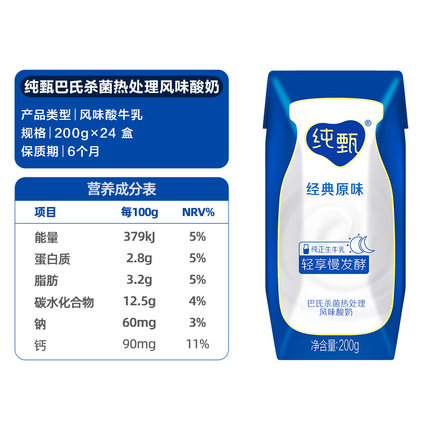 纯甄巴氏杀菌热处理风味酸奶
产品类型 | 风味酸牛乳
规格 | 200g×24 盒
保质期 | 6个月
营养成分表
项目 每100g NRV%
能量 379kJ 5%
蛋白质 2.8g 5%
脂肪 3.2g 5%
碳水化合物 12.5g 4%
钠 60mg 3%
钙 90mg 11%
纯甄®
经典原味
纯正生牛乳
轻享慢发酵
巴氏杀菌热处理
风味酸奶
净含量:200g